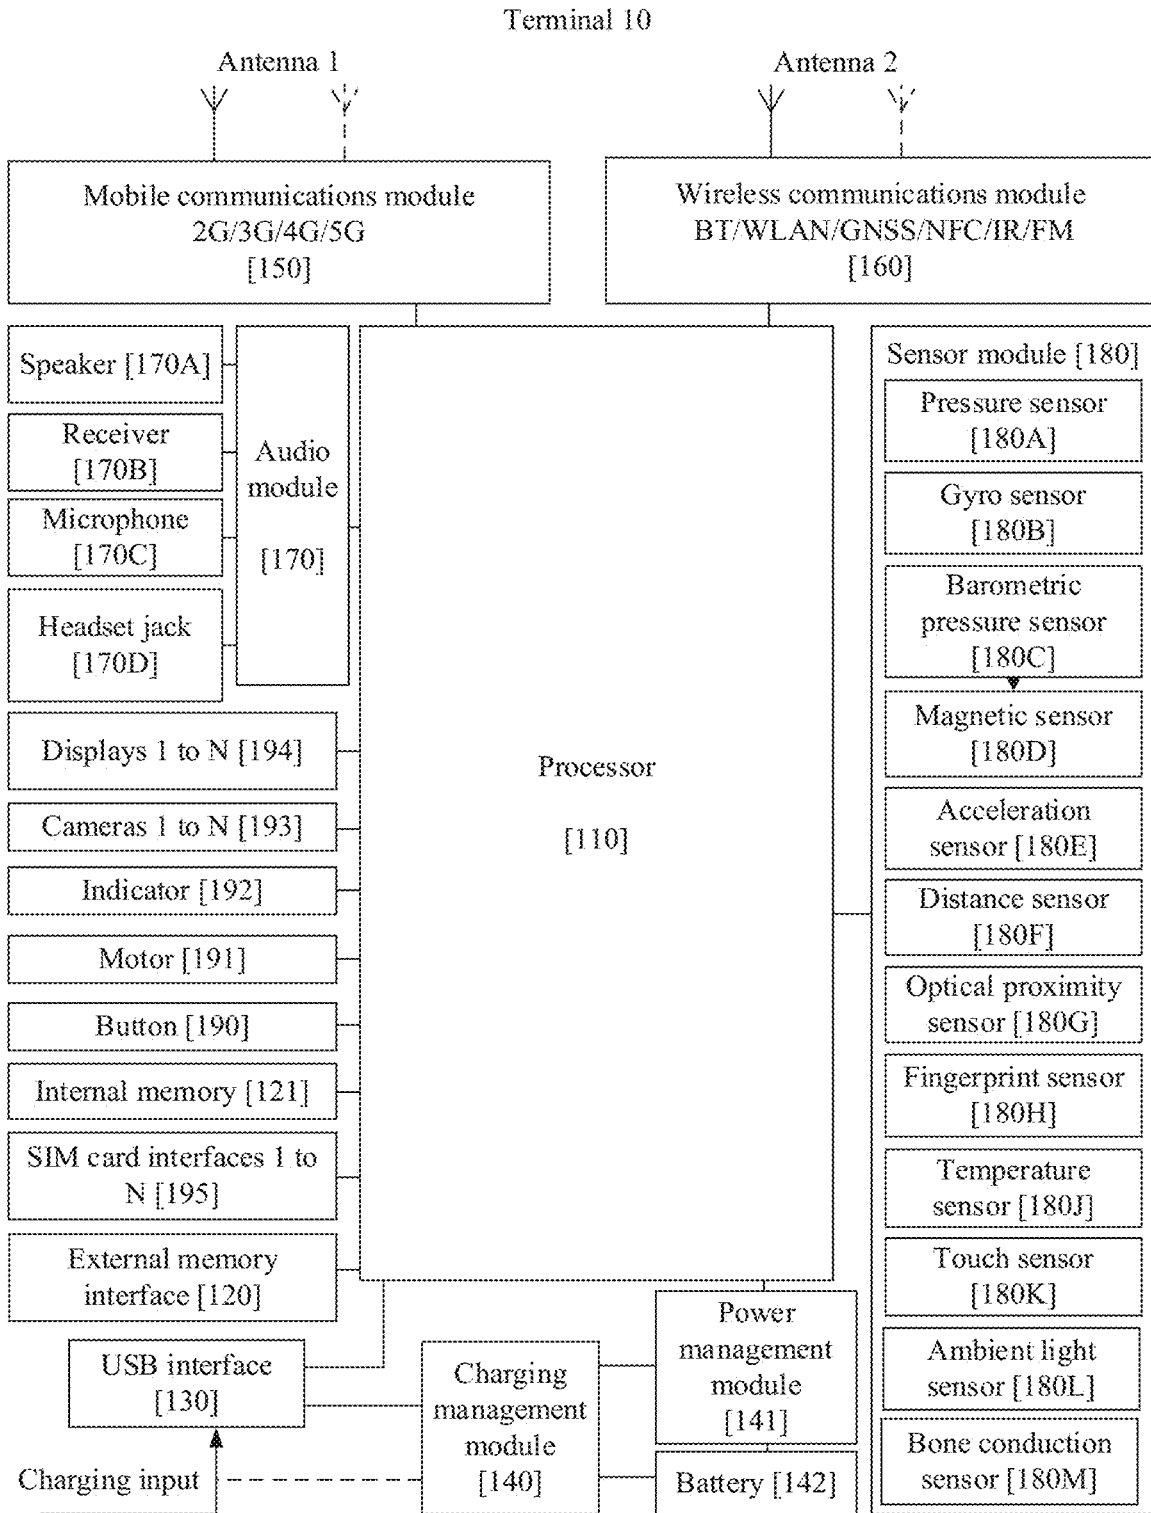 Terminal 10
Antenna 1
Antenna 2
Mobile communications module
2G/3G/4G/5G
[150]
Wireless communications module
BT/WLAN/GNSS/NFC/IR/FM
[160]
Speaker [170A]
Receiver
[170B]
Microphone
[170C]
Headset jack
[170D]
Audio
module
[170]
Displays 1 to N [194]
Cameras 1 to N [193]
Indicator [192]
Motor [191]
Button [190]
Internal memory [121]
SIM card interfaces 1 to
N [195]
External memory
interface [120]
Processor
[110]
Sensor module [180]
Pressure sensor
[180A]
Gyro sensor
[180B]
Barometric
pressure sensor
[180C]
Magnetic sensor
[180D]
Acceleration
sensor [180E]
Distance sensor
[180F]
Optical proximity
sensor [180G]
Fingerprint sensor
[180H]
Temperature
sensor [180J]
Touch sensor
[180K]
Ambient light
sensor [180L]
Bone conduction
sensor [180M]
USB interface
[130]
Charging input
Charging
management
module
[140]
Power
management
module
[141]
Battery [142]